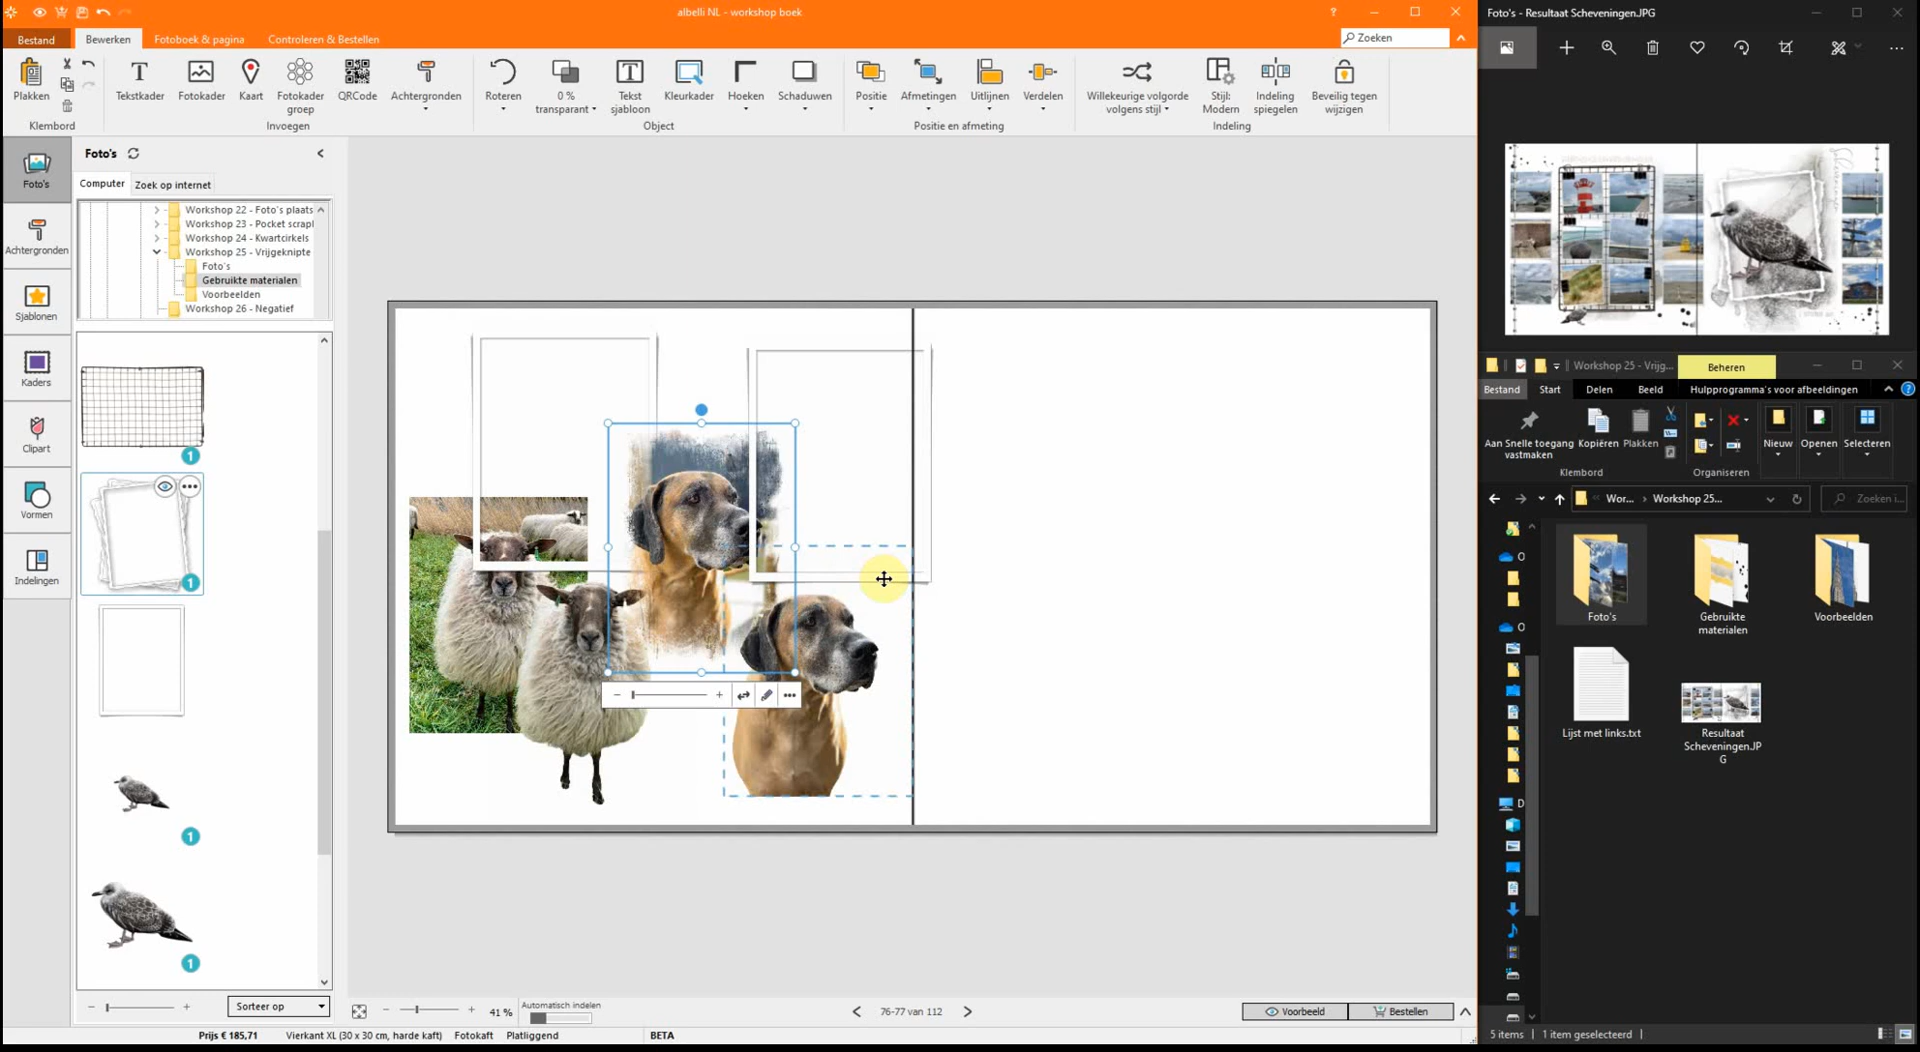 albelli NL - workshop boek
?
Bestand
Bewerken
Fotoboek & pagina
Controleren & Bestellen
Zoeken
Plakken
Klembord
Tekstkader
Fotokader
Kaart
Fotokader groep
QRCode
Achtergronden
Invoegen
Roteren
0 % transparant
Tekst sjabloon
Kleurkader
Hoeken
Schaduwen
Object
Positie
Afmetingen
Uitlijnen
Verdelen
Positie en afmeting
Willekeurige volgorde volgens stijl
Stijl: Modern
Indeling spiegelen
Beveilig tegen wijzigen
Indeling
Foto's
Achtergronden
Sjablonen
Kaders
Clipart
Vormen
Indelingen
Foto's
Computer
Zoek op internet
Workshop 22 - Foto's plaats
Workshop 23 - Pocket scrapl
Workshop 24 - Kwartcirkels
Workshop 25 - Vrijgeknipte
Foto's
Gebruikte materialen
Voorbeelden
Workshop 26 - Negatief
1
1
1
1
Sorteer op
41 %
Automatisch indelen
76-77 van 112
Voorbeeld
Bestellen
Prijs € 185,71
Vierkant XL (30 x 30 cm, harde kaft)
Fotokaft
Platliggend
BETA
Foto's - Resultaat Scheveningen.JPG
Workshop 25 - Vrijg...
Beheren
Bestand
Start
Delen
Beeld
Hulpprogramma's voor afbeeldingen
?
Aan Snelle toegang vastmaken
Kopiëren
Plakken
Klembord
Organiseren
Nieuw
Openen
Selecteren
Wor...
Workshop 25...
Zoeken i...
O
O
D
Foto's
Gebruikte materialen
Voorbeelden
Lijst met links.txt
Resultaat Scheveningen.JPG
5 items
1 item geselecteerd